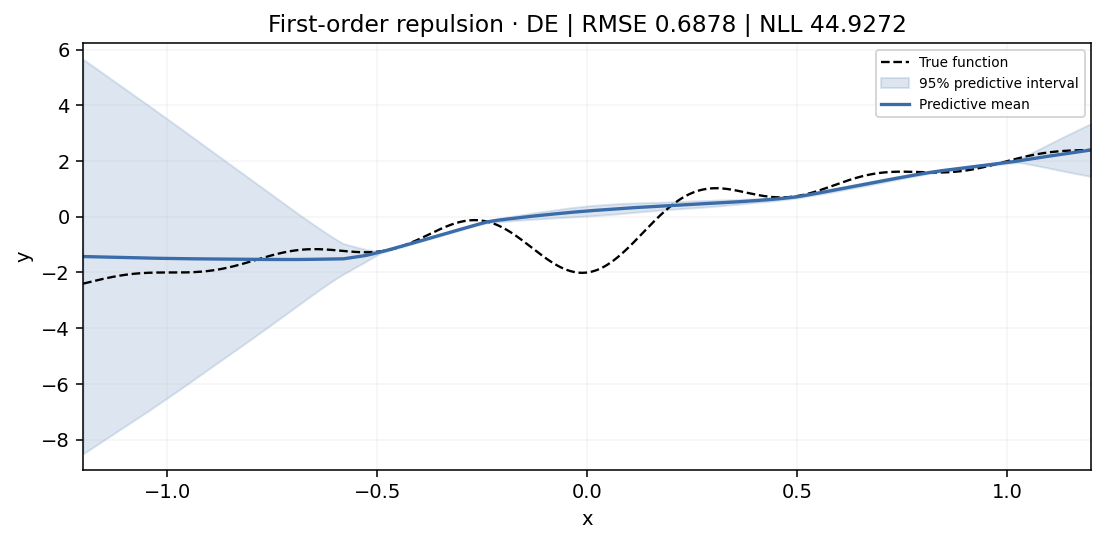 First-order repulsion · DE | RMSE 0.6878 | NLL 44.9272
True function
95% predictive interval
Predictive mean
y
6
4
2
0
−2
−4
−6
−8
−1.0 −0.5 0.0 0.5 1.0
x